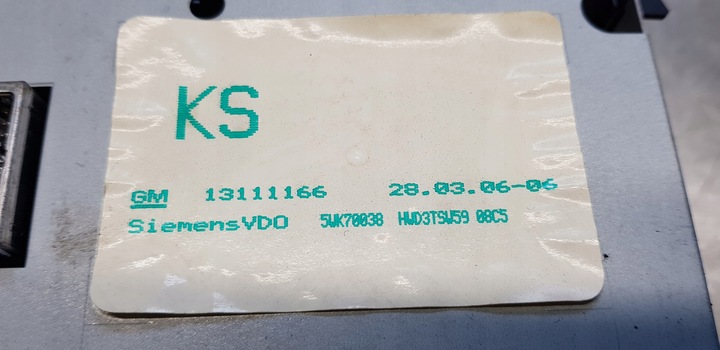 KS
GM 13111166 28.03.06-06
SiemensVDO 5WK70038 HWD3TSW59 08C5